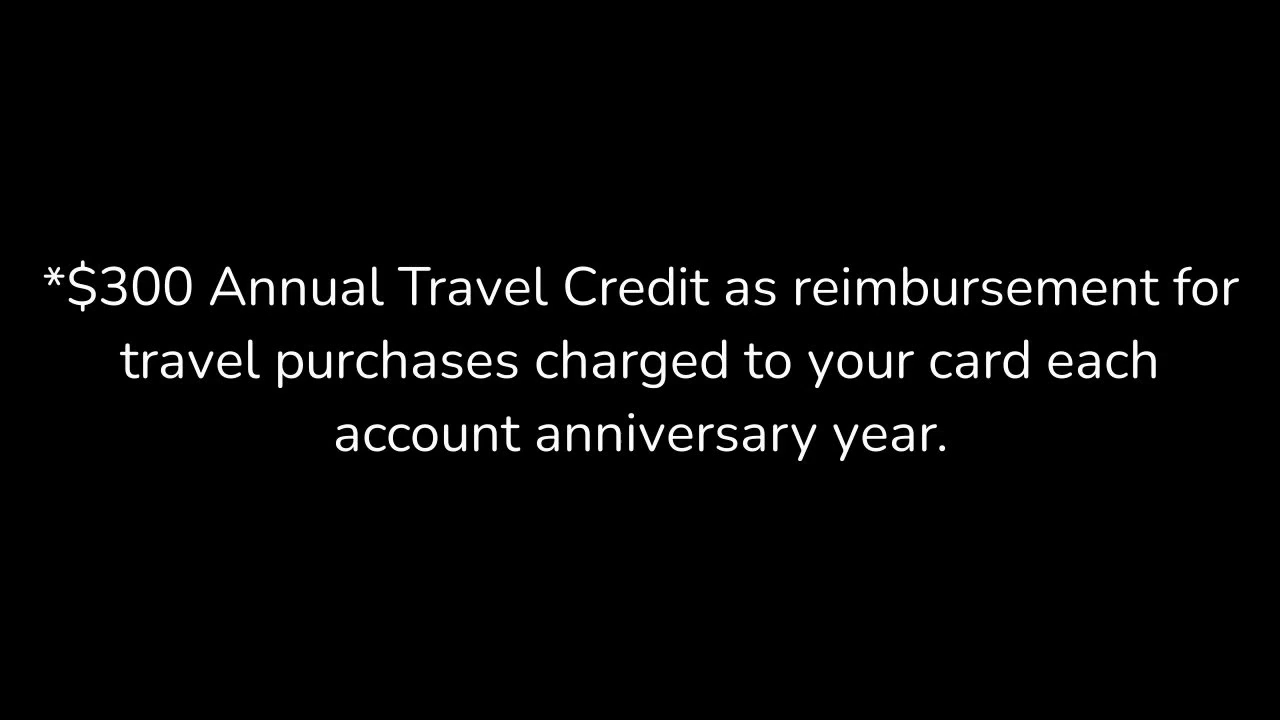 *$300 Annual Travel Credit as reimbursement for
travel purchases charged to your card each
account anniversary year.